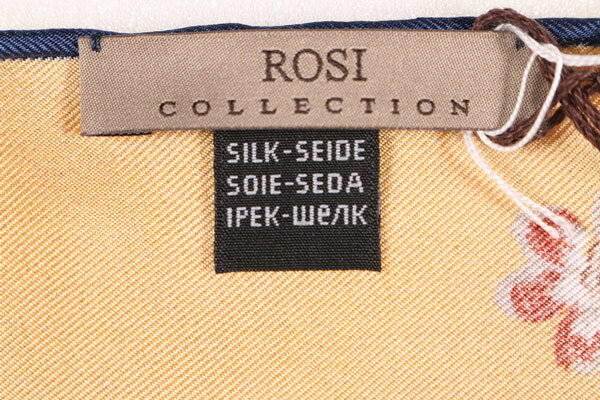 ROSI
COLLECTION
SILK-SEIDE
SOIE-SEDA
IPEK-шелк